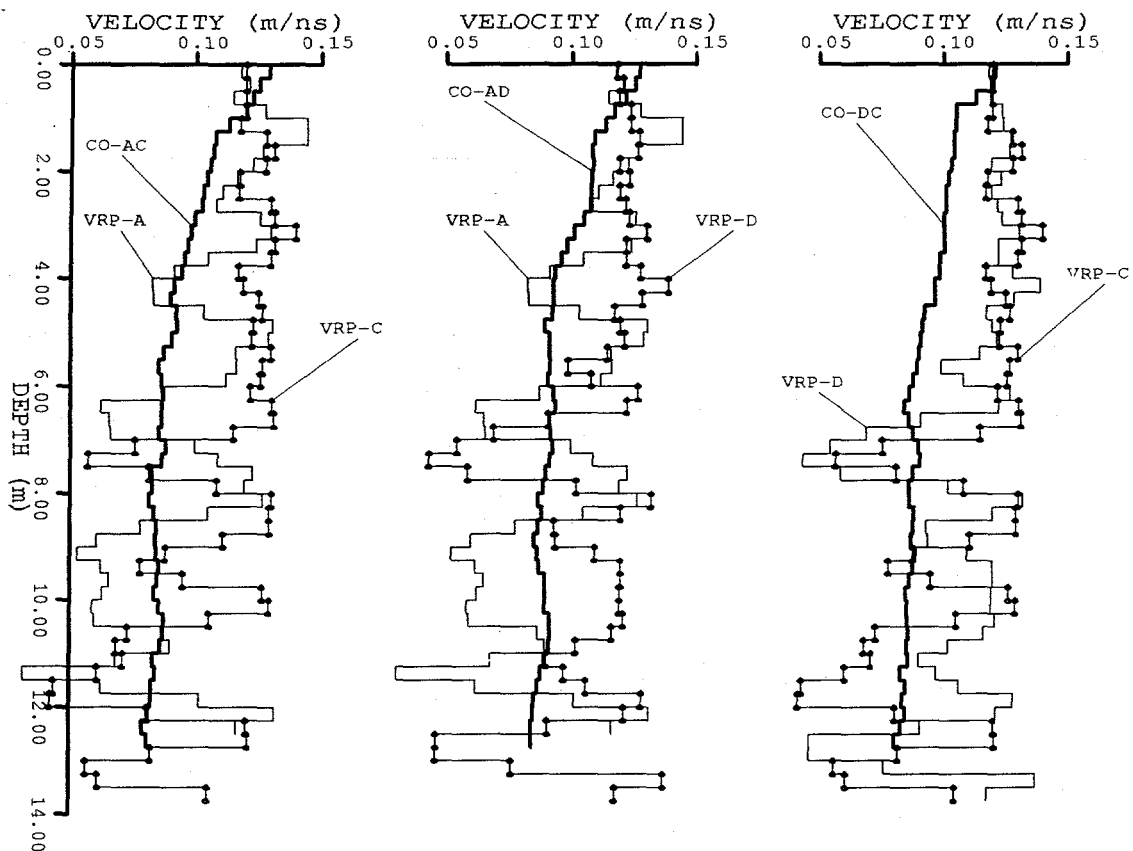 VELOCITY (m/ns)
0.05 0.10 0.15
VELOCITY (m/ns)
0.05 0.10 0.15
VELOCITY (m/ns)
0.05 0.10 0.15
0.00
2.00
4.00
6.00
8.00
10.00
12.00
14.00
DEPTH (m)
CO-AC
VRP-A
VRP-C
CO-AD
VRP-A
VRP-D
CO-DC
VRP-C
VRP-D